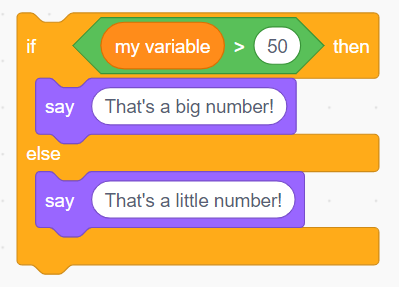 if my variable > 50 then
say That's a big number!
else
say That's a little number!